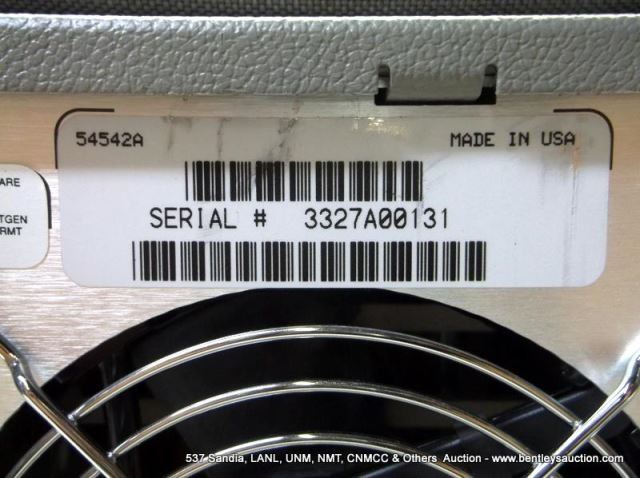 54542A
MADE IN USA
SERIAL # 3327A00131
ARE
TGEN
RMT
537 Sandia, LANL, UNM, NMT, CNMCC & Others Auction - www.bentleysauction.com